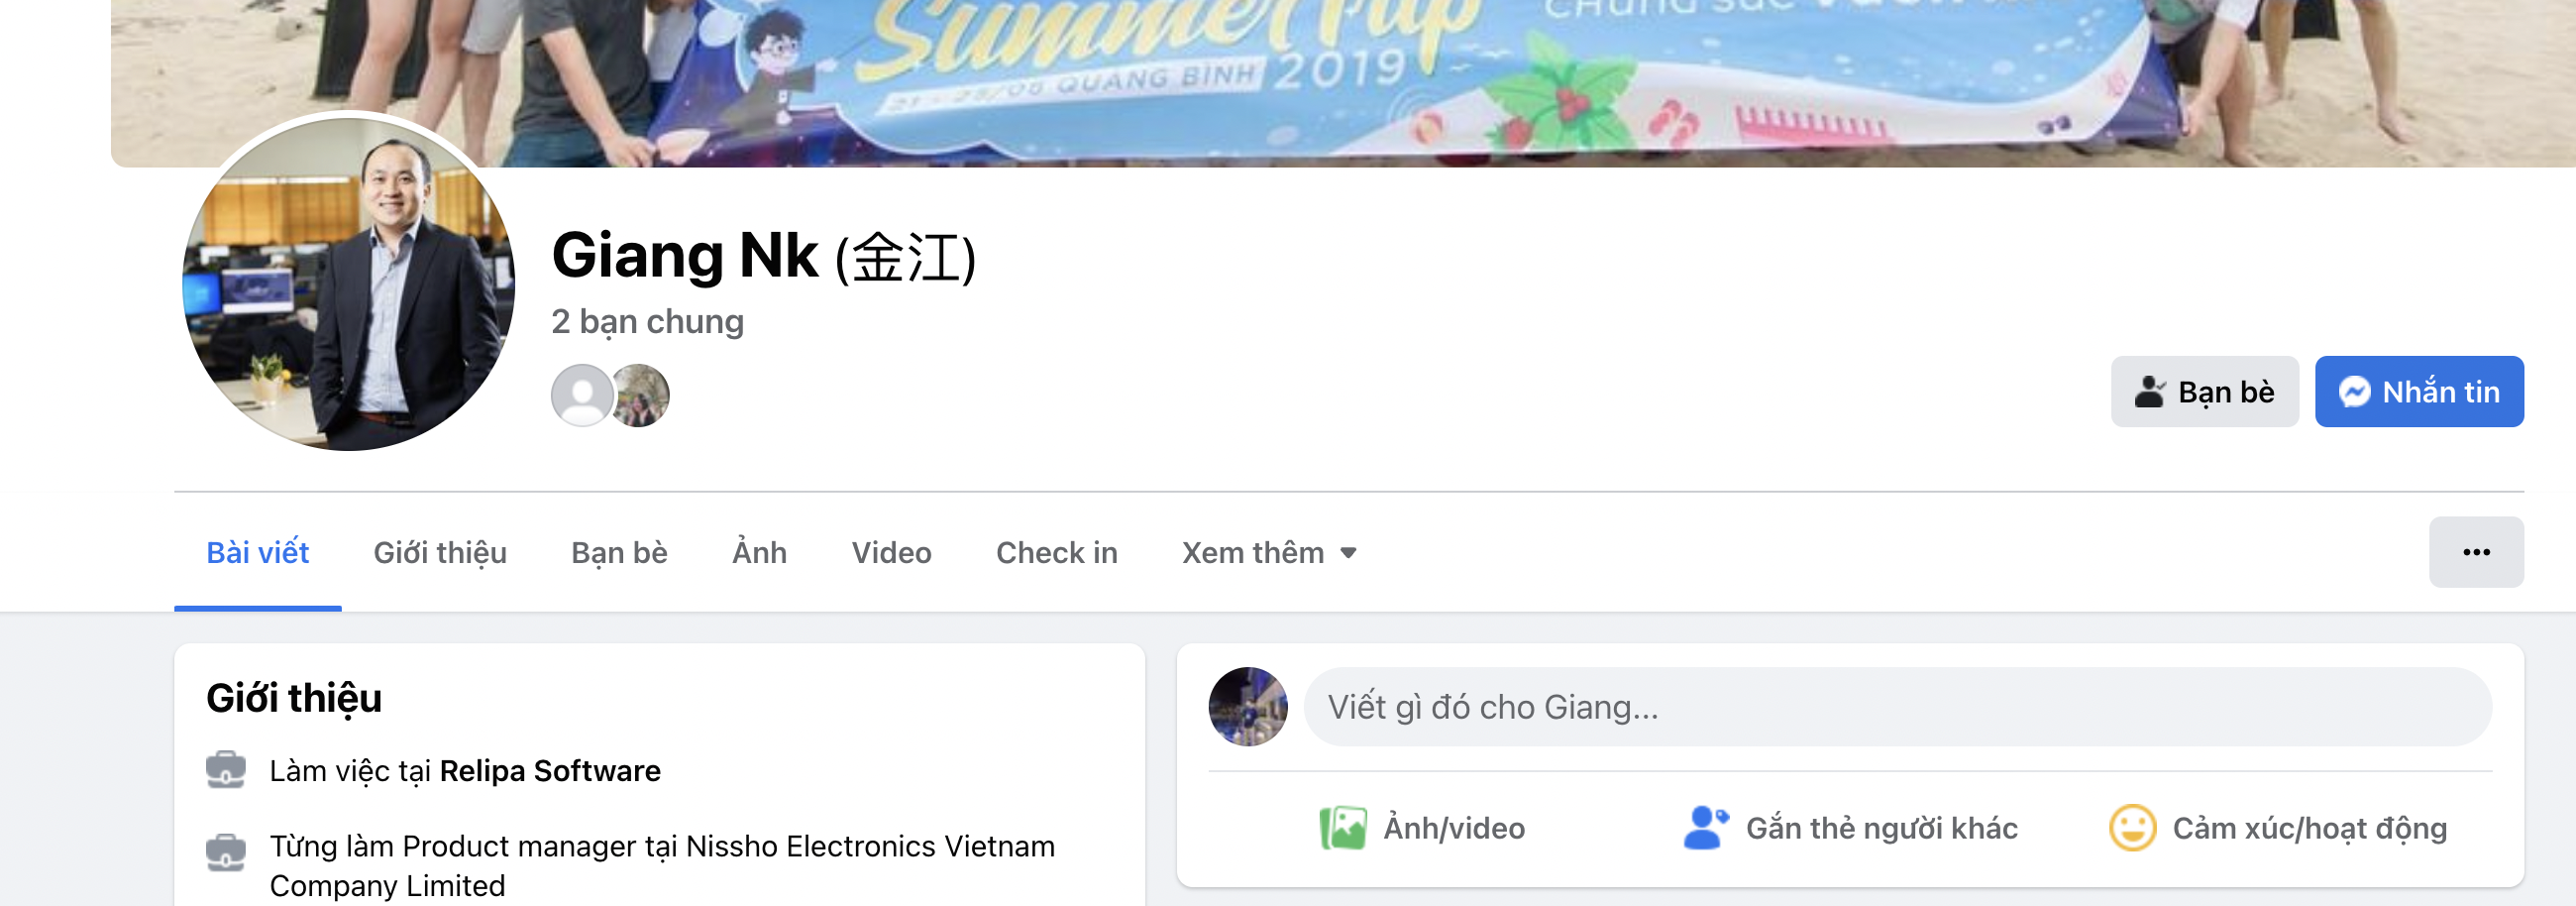 Summer Trip
QUANG BÌNH 2019
Giang Nk (金江)
2 bạn chung
Bạn bè
Nhắn tin
Bài viết
Giới thiệu
Bạn bè
Ảnh
Video
Check in
Xem thêm
Giới thiệu
Làm việc tại Relipa Software
Từng làm Product manager tại Nissho Electronics Vietnam
Company Limited
Viết gì đó cho Giang...
Ảnh/video
Gắn thẻ người khác
Cảm xúc/hoạt động